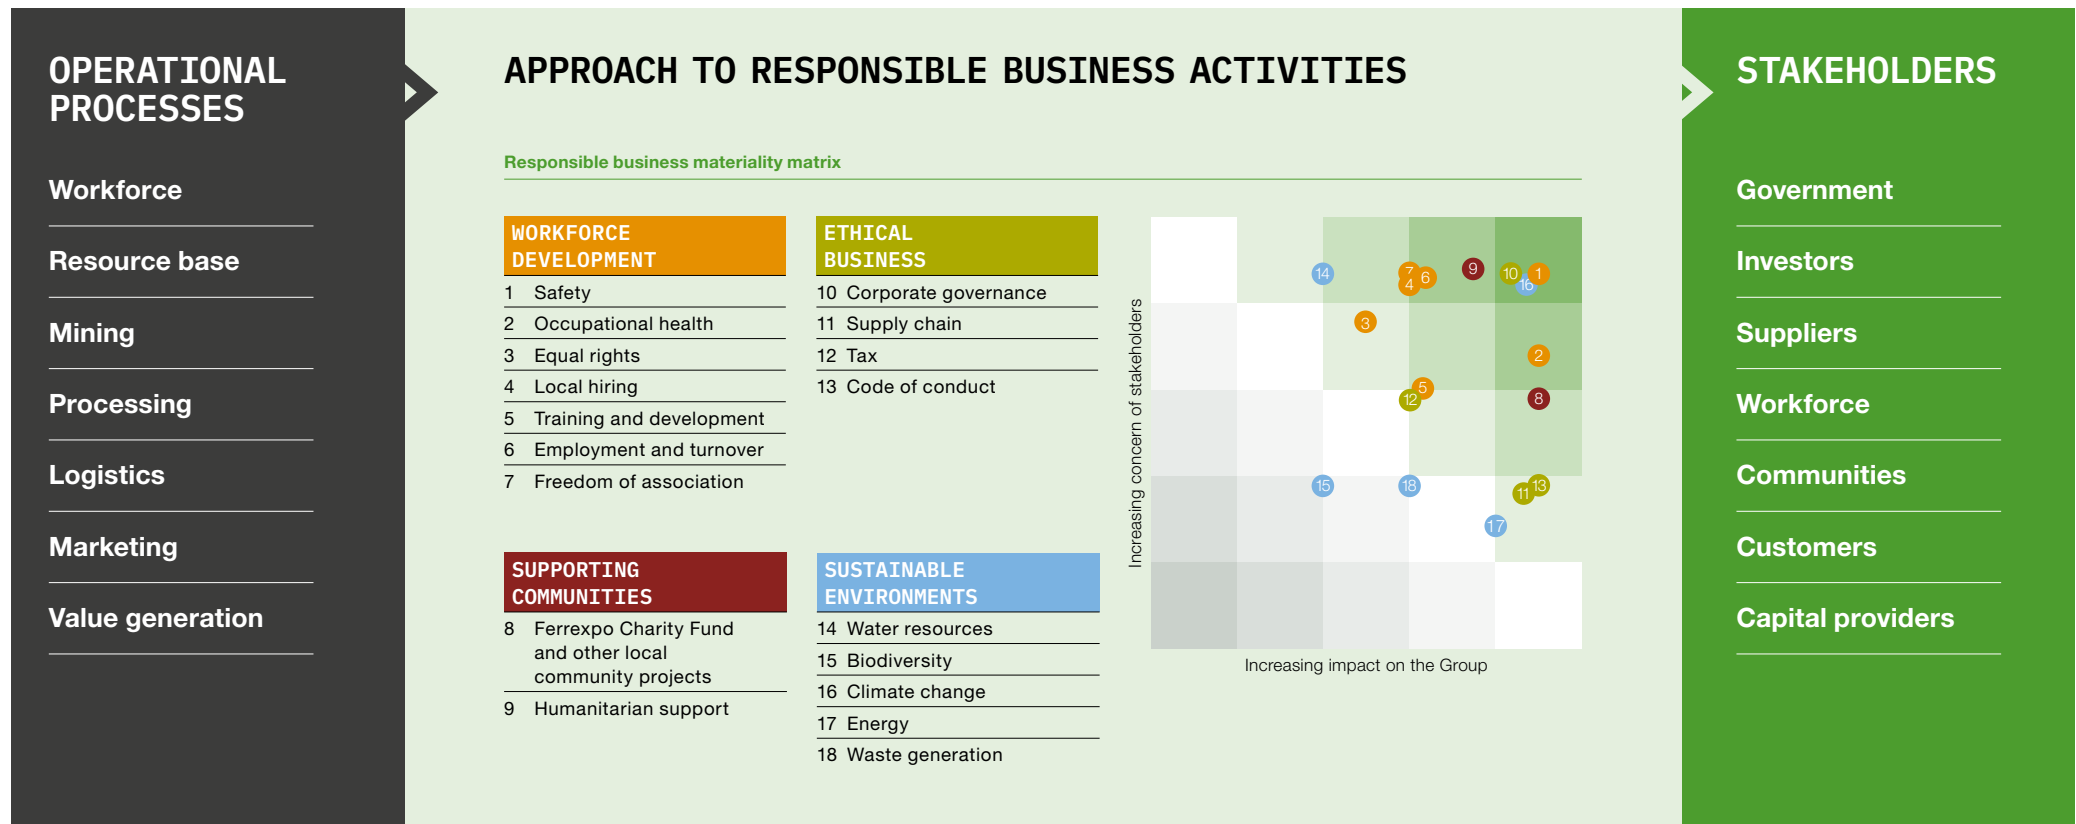 OPERATIONAL
PROCESSES
Workforce
Resource base
Mining
Processing
Logistics
Marketing
Value generation
APPROACH TO RESPONSIBLE BUSINESS ACTIVITIES
Responsible business materiality matrix
WORKFORCE
DEVELOPMENT
1 Safety
2 Occupational health
3 Equal rights
4 Local hiring
5 Training and development
6 Employment and turnover
7 Freedom of association
ETHICAL
BUSINESS
10 Corporate governance
11 Supply chain
12 Tax
13 Code of conduct
SUPPORTING
COMMUNITIES
8 Ferrexpo Charity Fund
and other local
community projects
9 Humanitarian support
SUSTAINABLE
ENVIRONMENTS
14 Water resources
15 Biodiversity
16 Climate change
17 Energy
18 Waste generation
Increasing concern of stakeholders
14 7 6 9 10 1
4 16
3
2
5
12 8
15 18 11 13
17
Increasing impact on the Group
STAKEHOLDERS
Government
Investors
Suppliers
Workforce
Communities
Customers
Capital providers